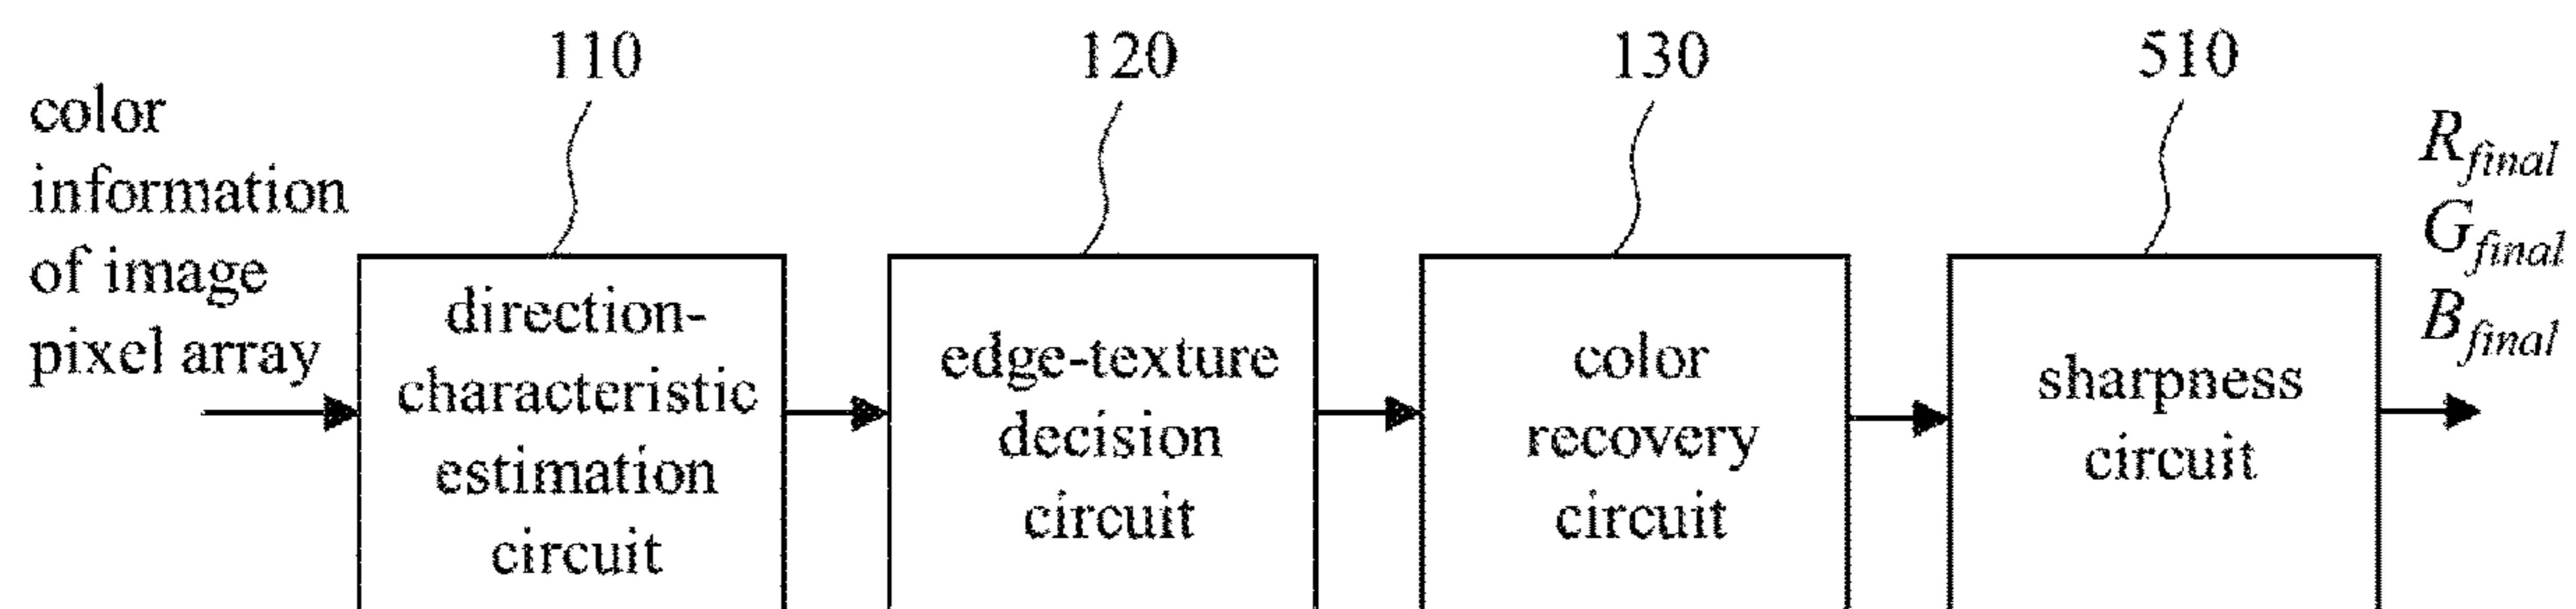 110
120
130
510
color
information
of image
pixel array
direction-
characteristic
estimation
circuit
edge-texture
decision
circuit
color
recovery
circuit
sharpness
circuit
R_final
G_final
B_final